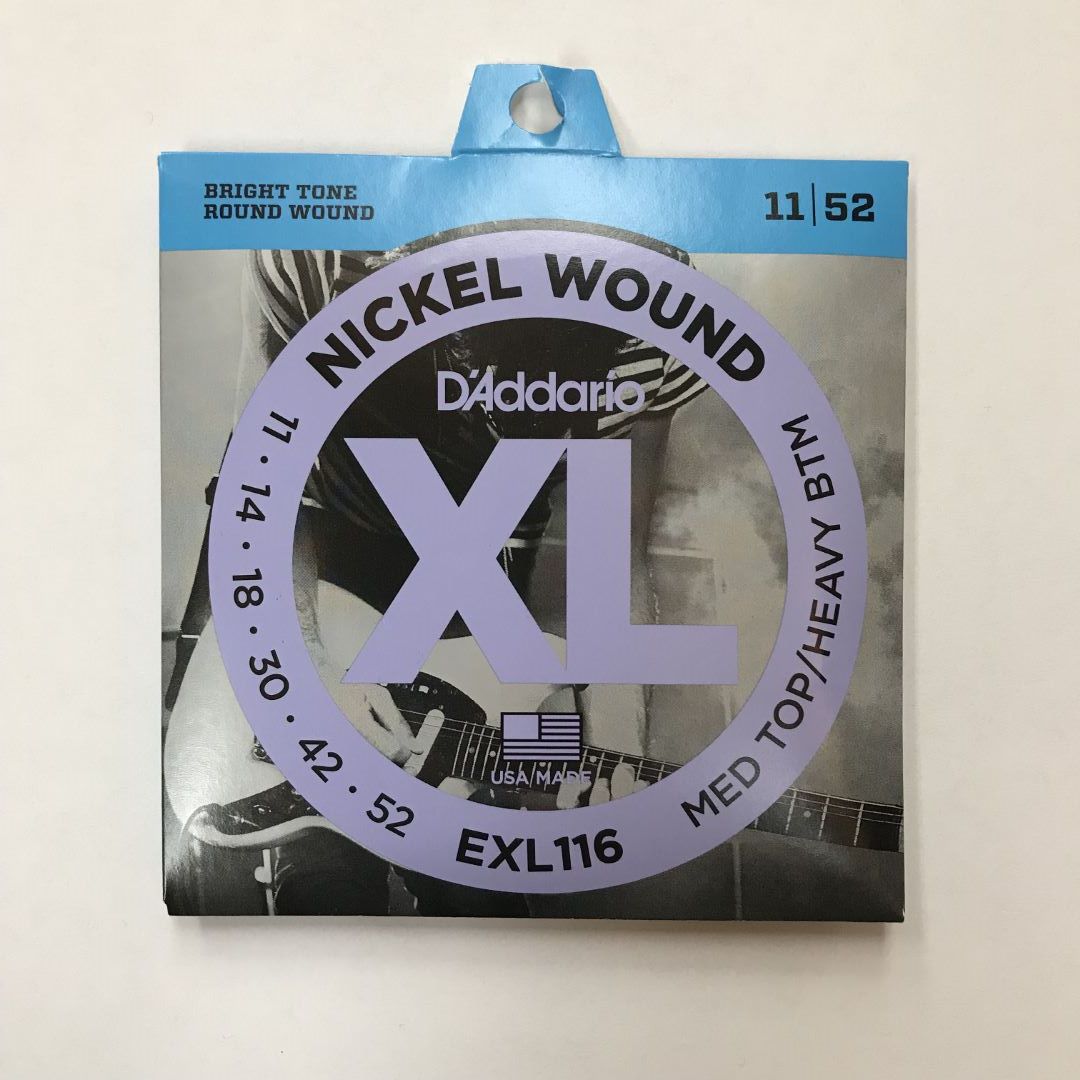 BRIGHT TONE
ROUND WOUND
11|52
NICKEL WOUND
D'Addario
XL
USA MADE
11 · 14 · 18 · 30 · 42 · 52
EXL116
MED TOP/HEAVY BTM